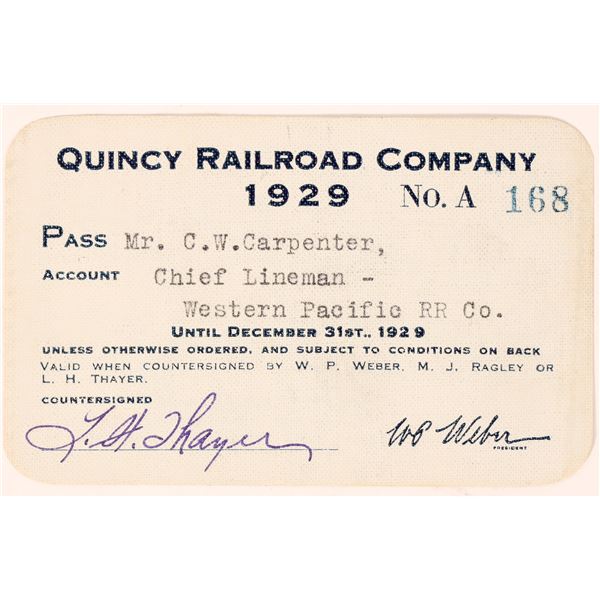 QUINCY RAILROAD COMPANY
1929 No. A 168
PASS Mr. C.W.Carpenter,
ACCOUNT Chief Lineman -
Western Pacific RR Co.
UNTIL DECEMBER 31ST., 1929
UNLESS OTHERWISE ORDERED, AND SUBJECT TO CONDITIONS ON BACK
VALID WHEN COUNTERSIGNED BY W. P. WEBER, M. J. RAGLEY OR
L. H. THAYER.
COUNTERSIGNED
L. H. Thayer WP Weber
PRESIDENT